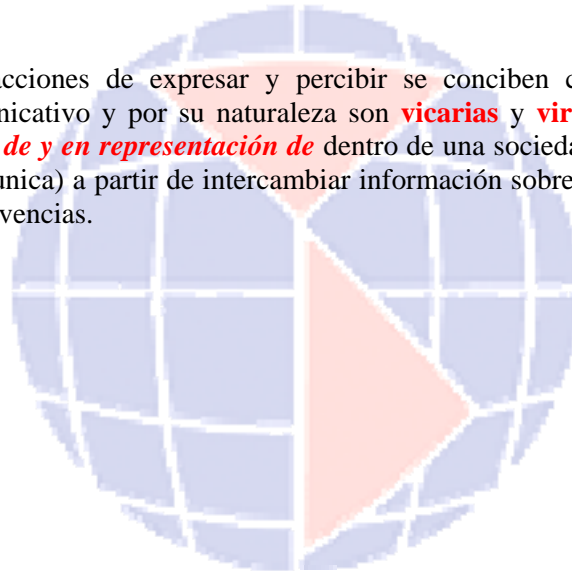 acciones de expresar y percibir se conciben c
nicativo y por su naturaleza son vicarias y vir
de y en representación de dentro de una socieda
unica) a partir de intercambiar información sobre
vencias.